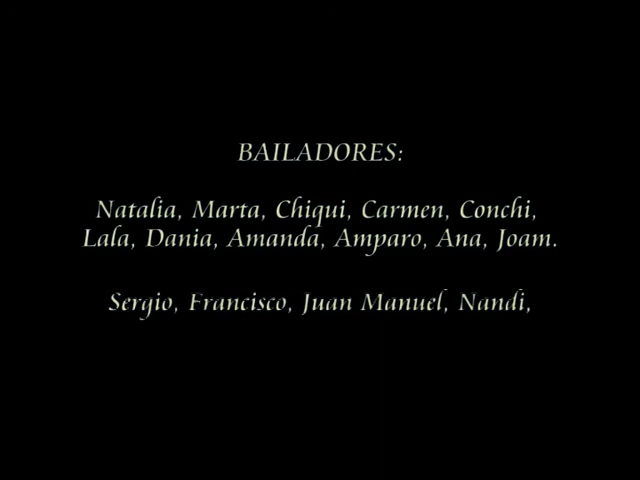 BAILADORES:
Natalia, Marta, Chiqui, Carmen, Conchi,
Lala, Dania, Amanda, Amparo, Ana, Joam.
Sergio, Francisco, Juan Manuel, Nandi,